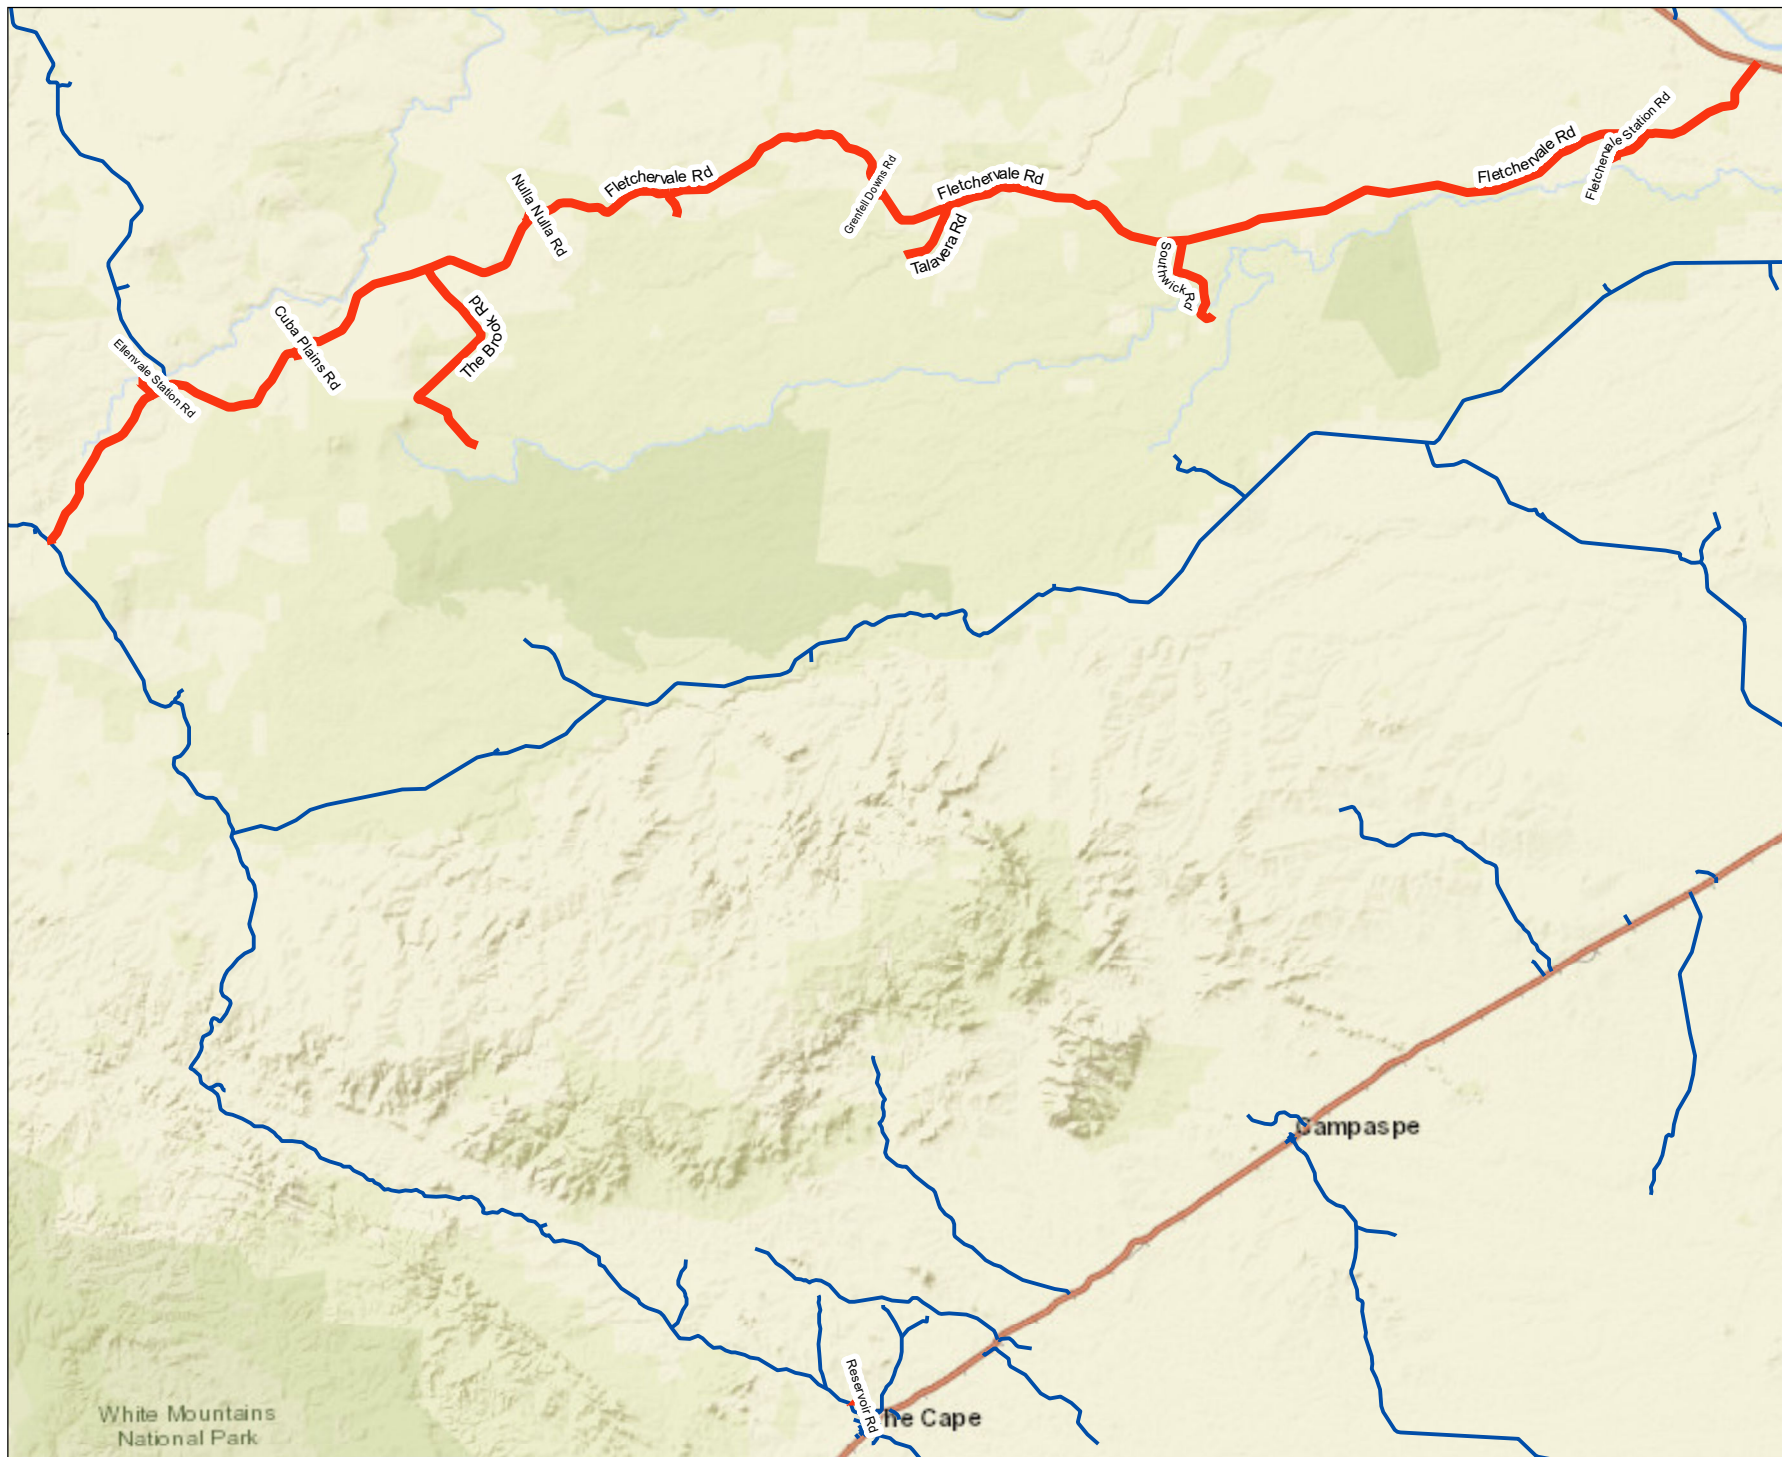 Fletchervale Station Rd
Fletchervale Rd
Nulla Nulla Rd
Fletchervale Rd
Grenfell Downs Rd
Fletchervale Rd
Talavera Rd
Southwick Rd
The Brook Rd
Cuba Plains Rd
Ellenvale Station Rd
Campaspe
Reservoir Rd
he Cape
White Mountains
National Park